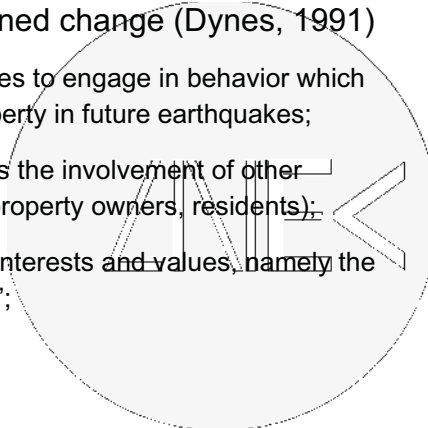 ned change (Dynes, 1991)
es to engage in behavior which
perty in future earthquakes;
s the involvement of other
property owners, residents);
nterests and values, namely the
”;